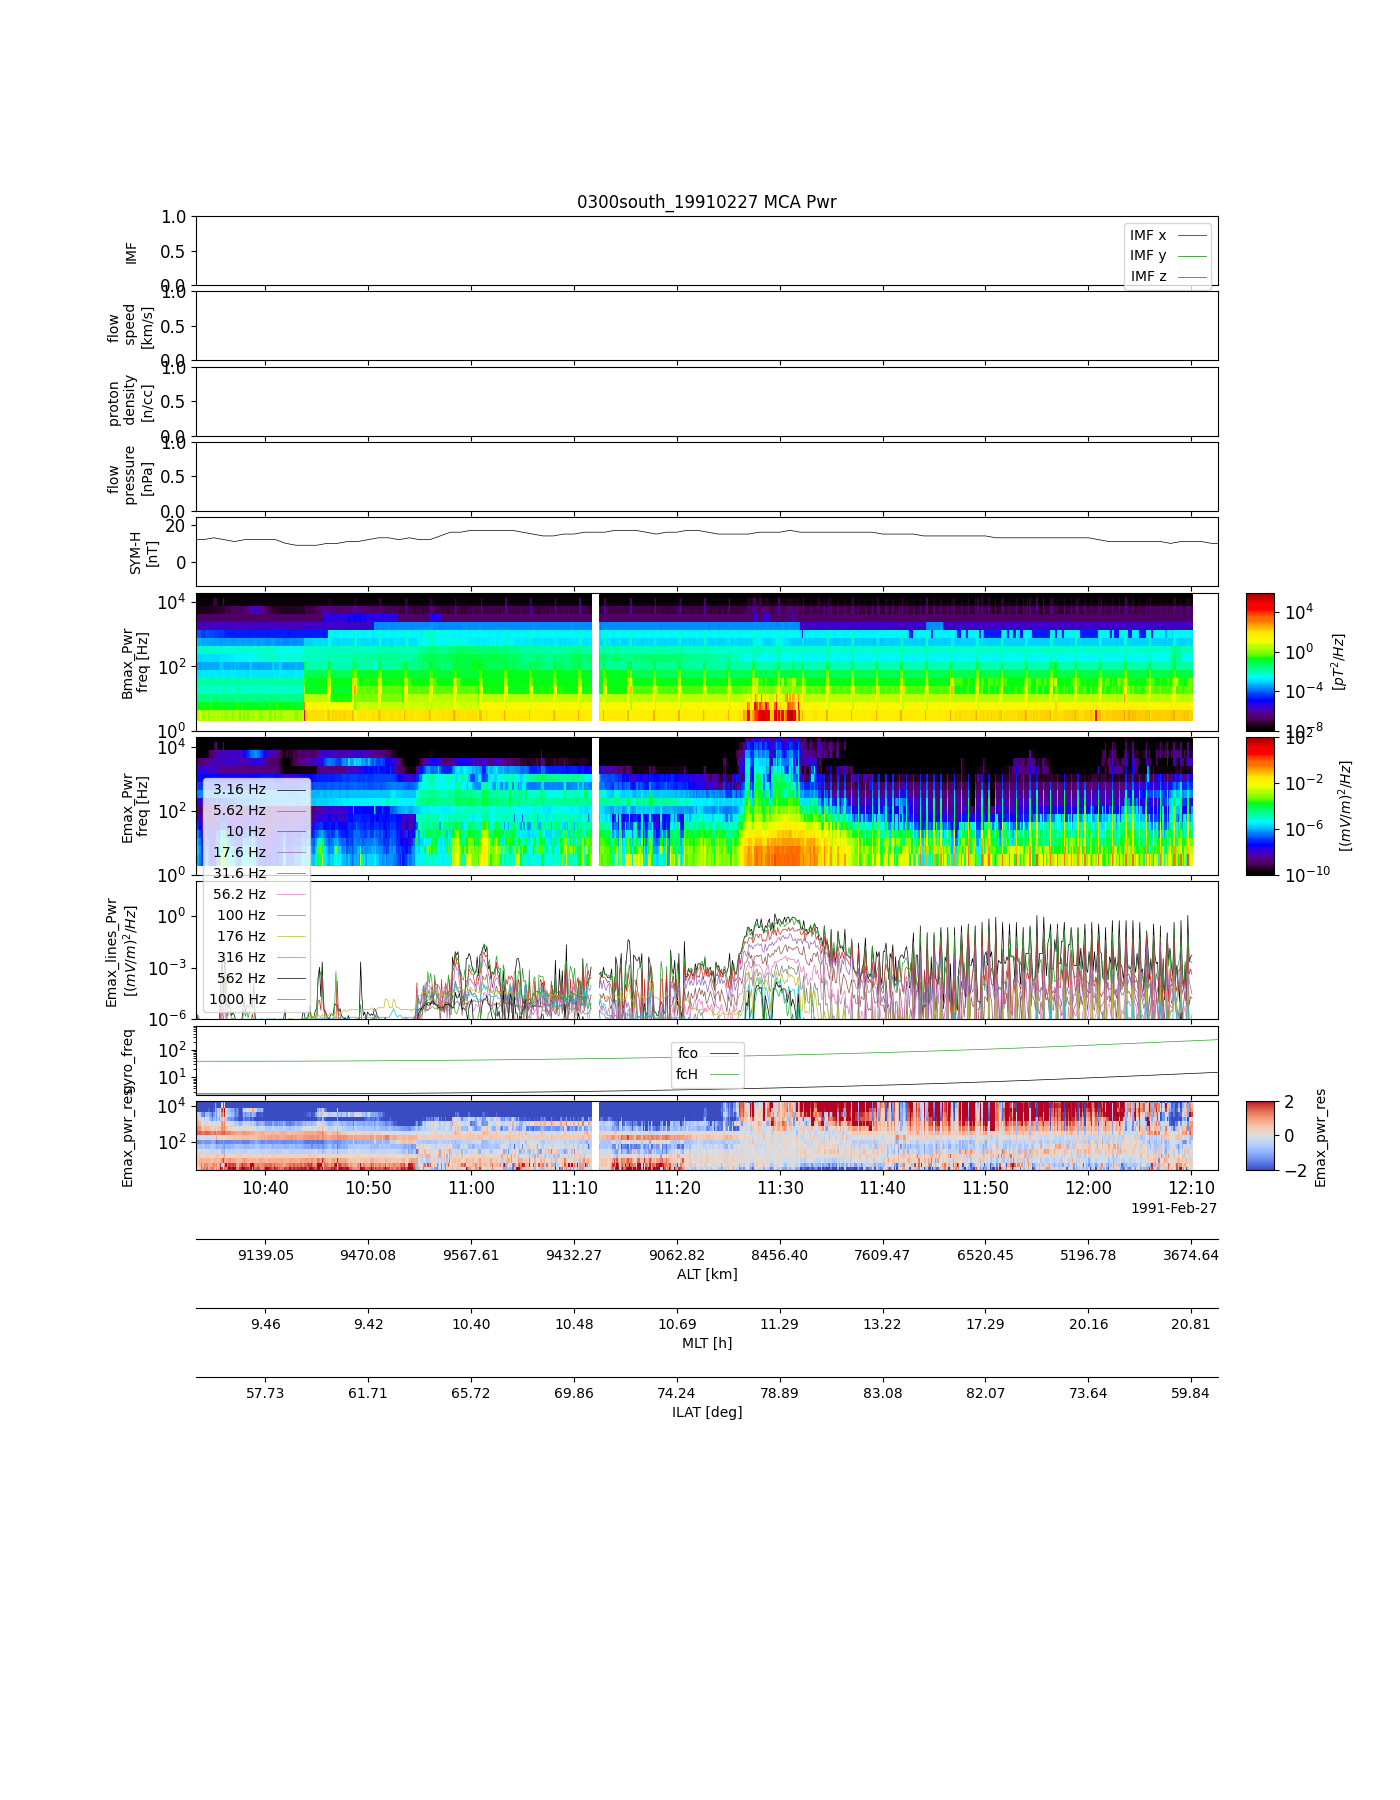 0300south_19910227 MCA Pwr
1.0
0.5
0.0
IMF
IMF x
IMF y
IMF z
1.0
0.5
0.0
flow
speed
[km/s]
1.0
0.5
0.0
proton
density
[n/cc]
1.0
0.5
0.0
flow
pressure
[nPa]
20
0
SYM-H
[nT]
10^4
10^2
10^0
Bmax_Pwr
freq [Hz]
10^4
10^0
10^-4
10^-8
[pT^2/Hz]
10^4
10^2
10^0
Emax_Pwr
freq [Hz]
10^2
10^-2
10^-6
10^-10
[(mV/m)^2/Hz]
3.16 Hz
5.62 Hz
10 Hz
17.6 Hz
31.6 Hz
56.2 Hz
100 Hz
176 Hz
316 Hz
562 Hz
1000 Hz
10^0
10^-3
10^-6
Emax_lines_Pwr
[(mV/m)^2/Hz]
10^2
10^1
gyro_freq
fco
fcH
10^4
10^2
Emax_pwr_res
2
0
−2
Emax_pwr_res
10:40 10:50 11:00 11:10 11:20 11:30 11:40 11:50 12:00 12:10
1991-Feb-27
9139.05 9470.08 9567.61 9432.27 9062.82 8456.40 7609.47 6520.45 5196.78 3674.64
ALT [km]
9.46 9.42 10.40 10.48 10.69 11.29 13.22 17.29 20.16 20.81
MLT [h]
57.73 61.71 65.72 69.86 74.24 78.89 83.08 82.07 73.64 59.84
ILAT [deg]